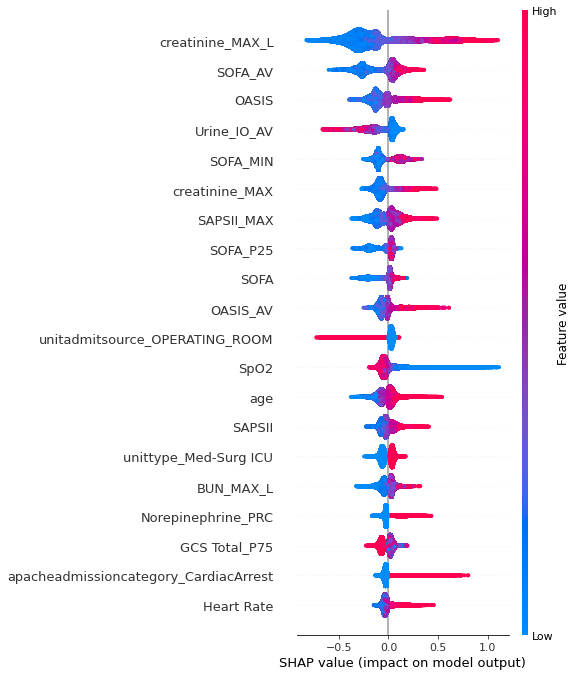 High
creatinine_MAX_L
SOFA_AV
OASIS
Urine_IO_AV
SOFA_MIN
creatinine_MAX
SAPSII_MAX
SOFA_P25
SOFA
OASIS_AV
unitadmitsource_OPERATING_ROOM
SpO2
age
SAPSII
unittype_Med-Surg ICU
BUN_MAX_L
Norepinephrine_PRC
GCS Total_P75
apacheadmissioncategory_CardiacArrest
Heart Rate
Feature value
Low
−0.5 0.0 0.5 1.0
SHAP value (impact on model output)